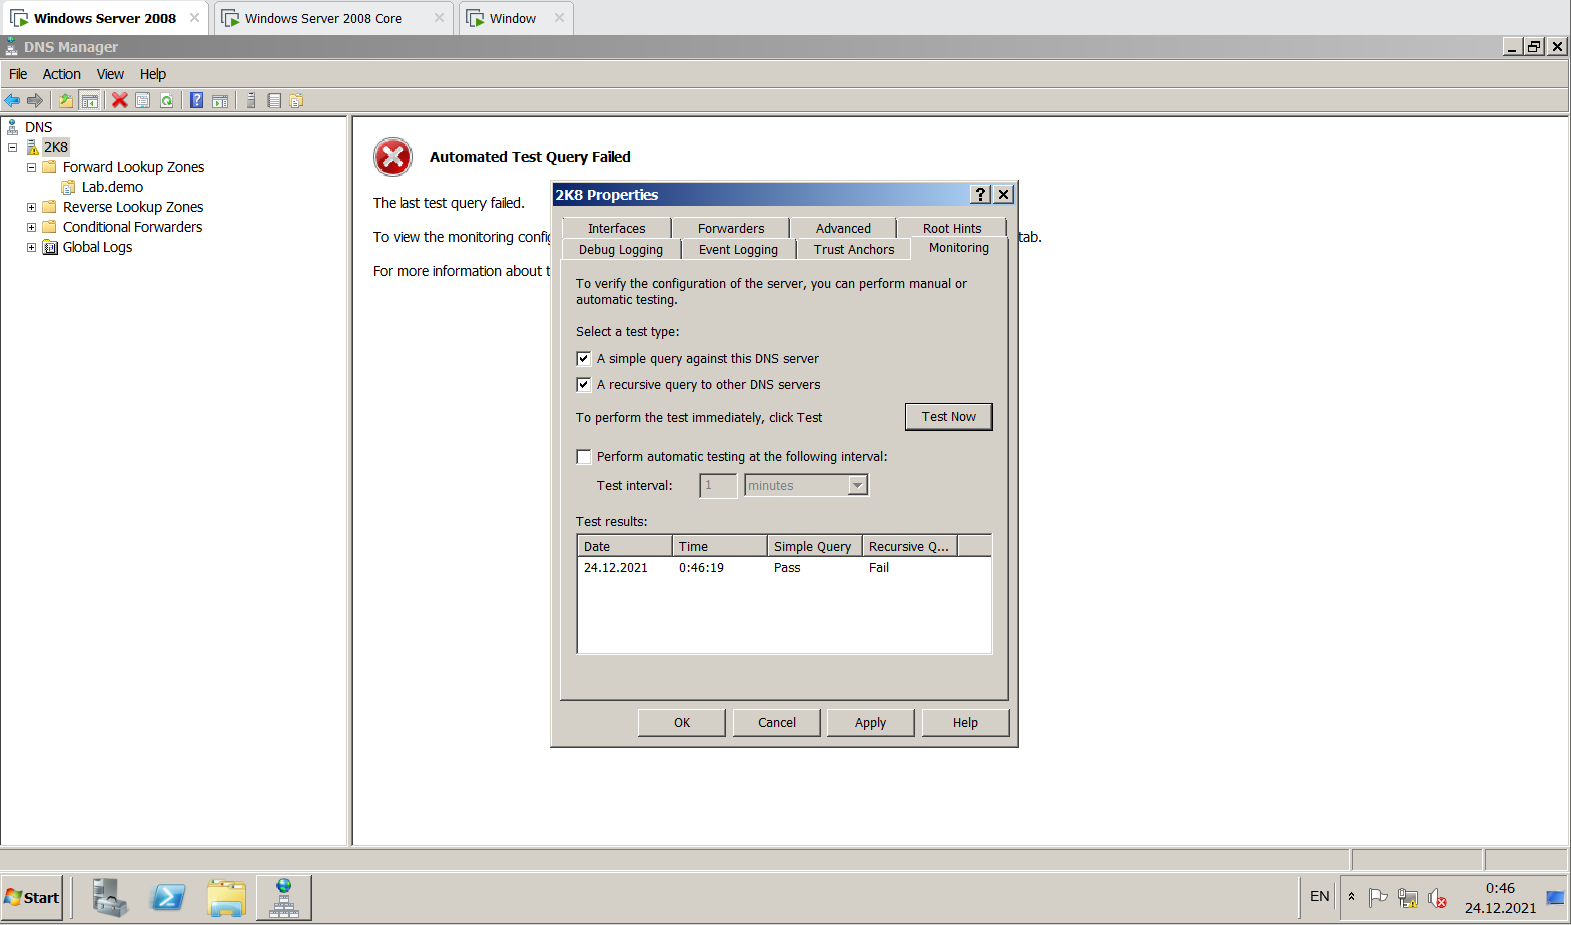 Windows Server 2008
Windows Server 2008 Core
Window
DNS Manager
File Action View Help
DNS
2K8
Forward Lookup Zones
Lab.demo
Reverse Lookup Zones
Conditional Forwarders
Global Logs
Automated Test Query Failed
The last test query failed.
To view the monitoring config
tab.
For more information about t
2K8 Properties
Interfaces Forwarders Advanced Root Hints
Debug Logging Event Logging Trust Anchors Monitoring
To verify the configuration of the server, you can perform manual or
automatic testing.
Select a test type:
A simple query against this DNS server
A recursive query to other DNS servers
To perform the test immediately, click Test
Test Now
Perform automatic testing at the following interval:
Test interval: 1 minutes
Test results:
Date Time Simple Query Recursive Q...
24.12.2021 0:46:19 Pass Fail
OK Cancel Apply Help
Start
EN
0:46
24.12.2021